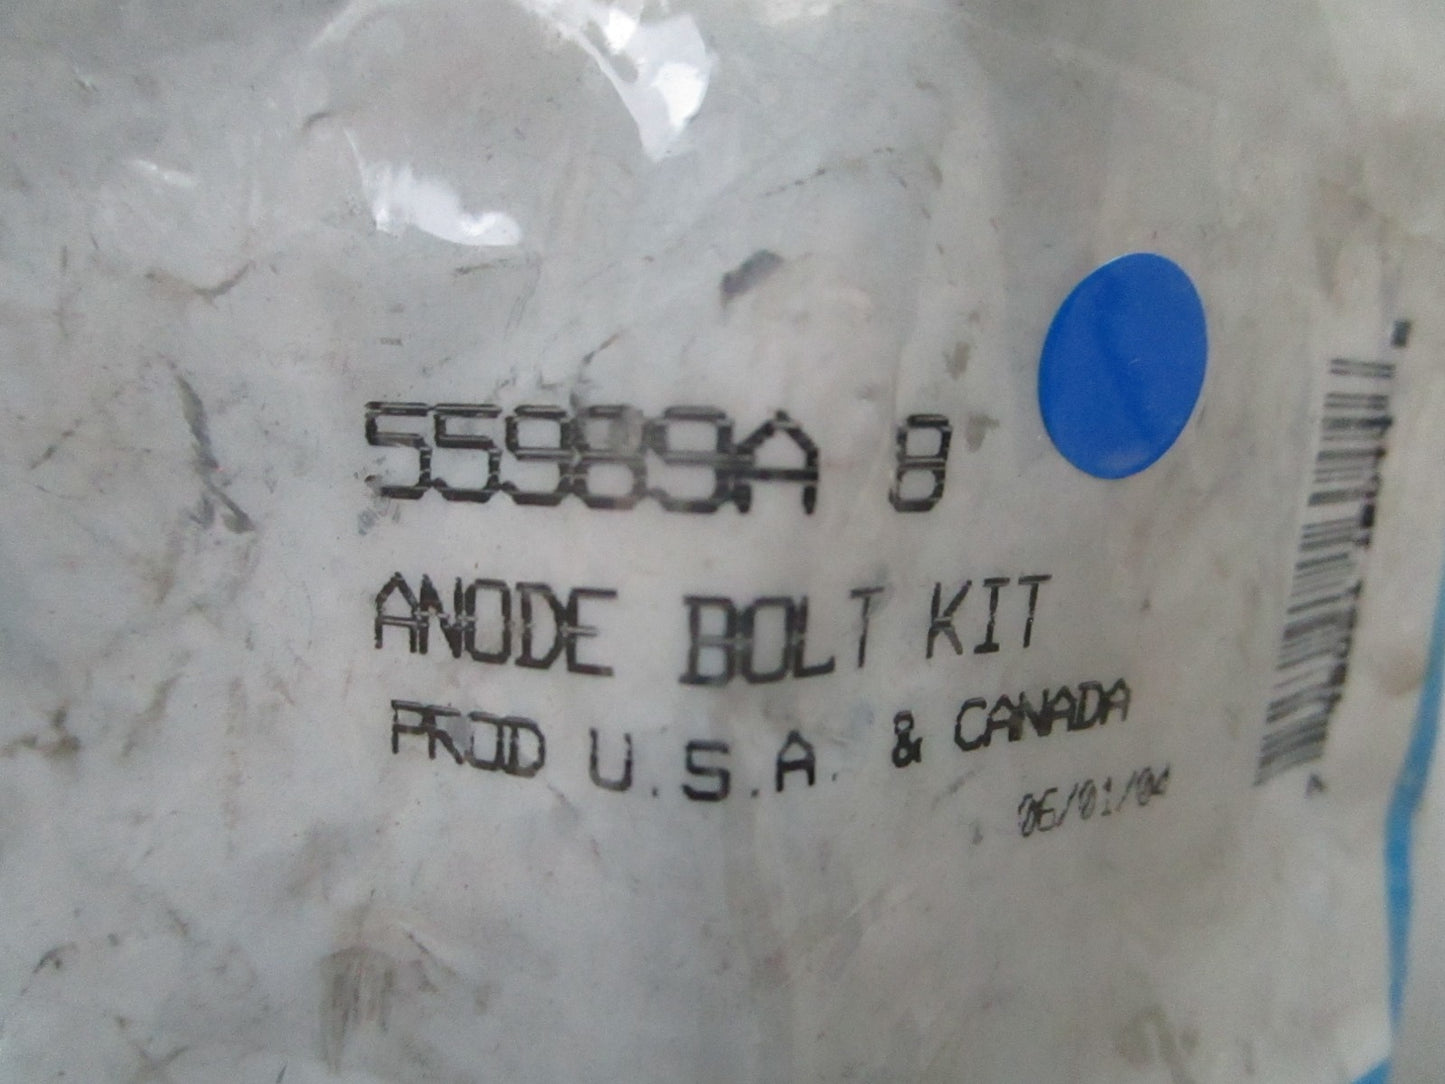 55989A 8
ANODE BOLT KIT
PROD U.S.A. & CANADA
06/01/04